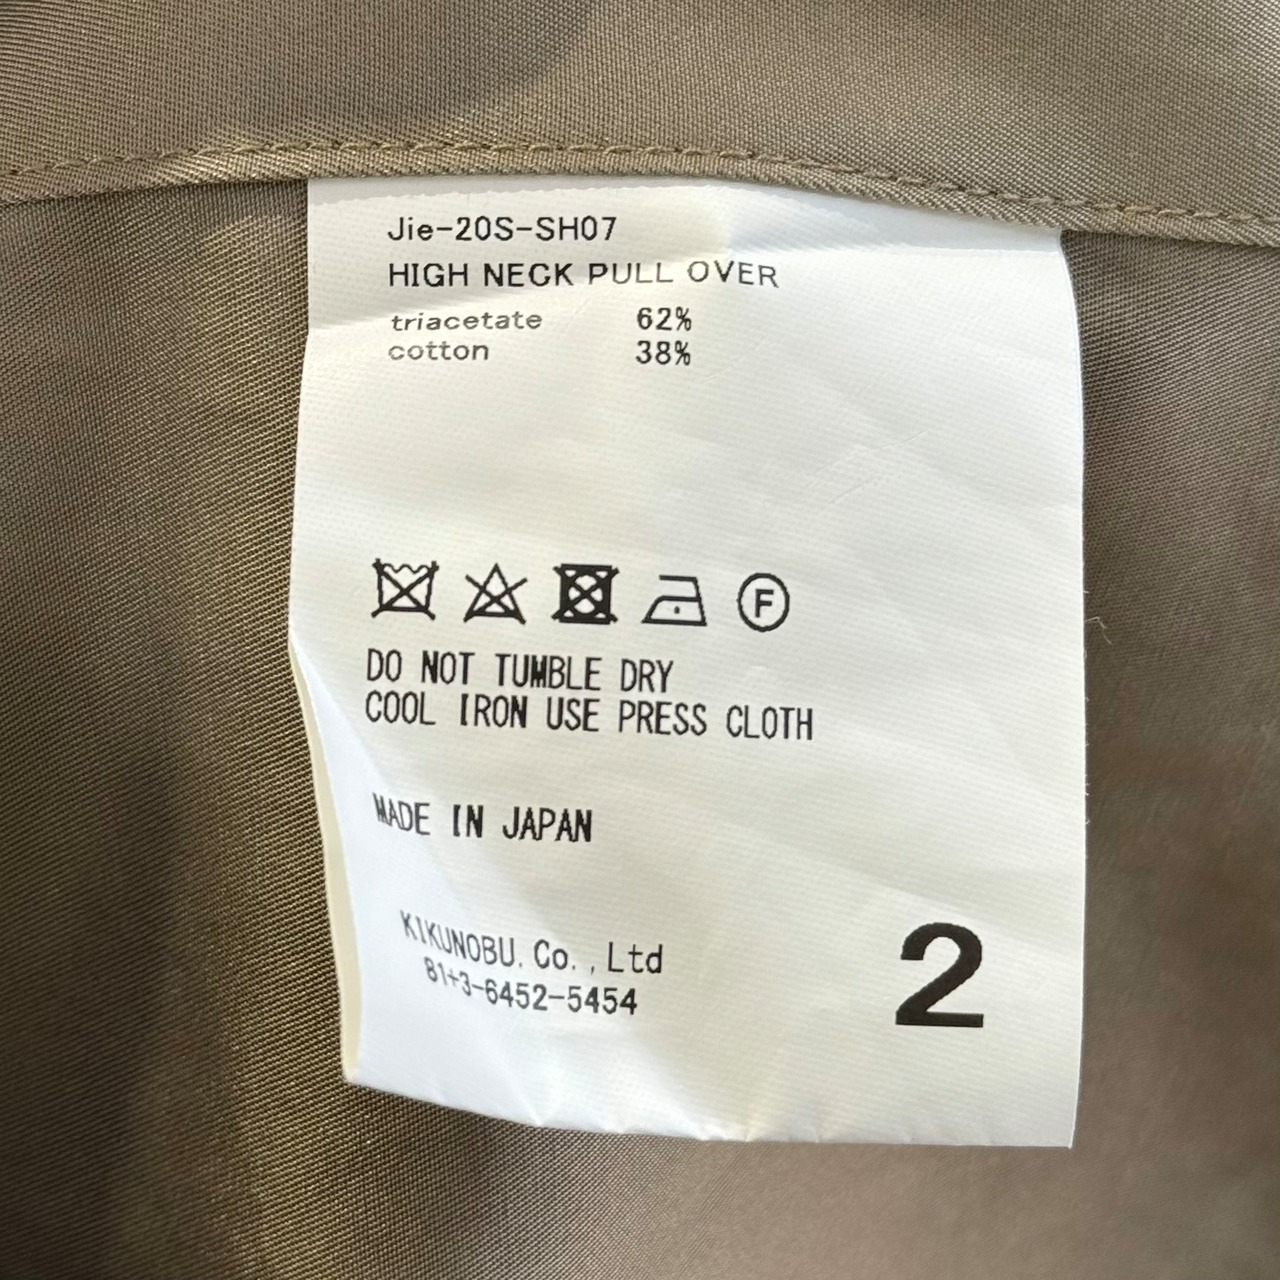 Jie-20S-SH07
HIGH NECK PULL OVER
triacetate 62%
cotton 38%
F
DO NOT TUMBLE DRY
COOL IRON USE PRESS CLOTH
MADE IN JAPAN
KIKUNOBU. Co. , Ltd
81+3-6452-5454
2